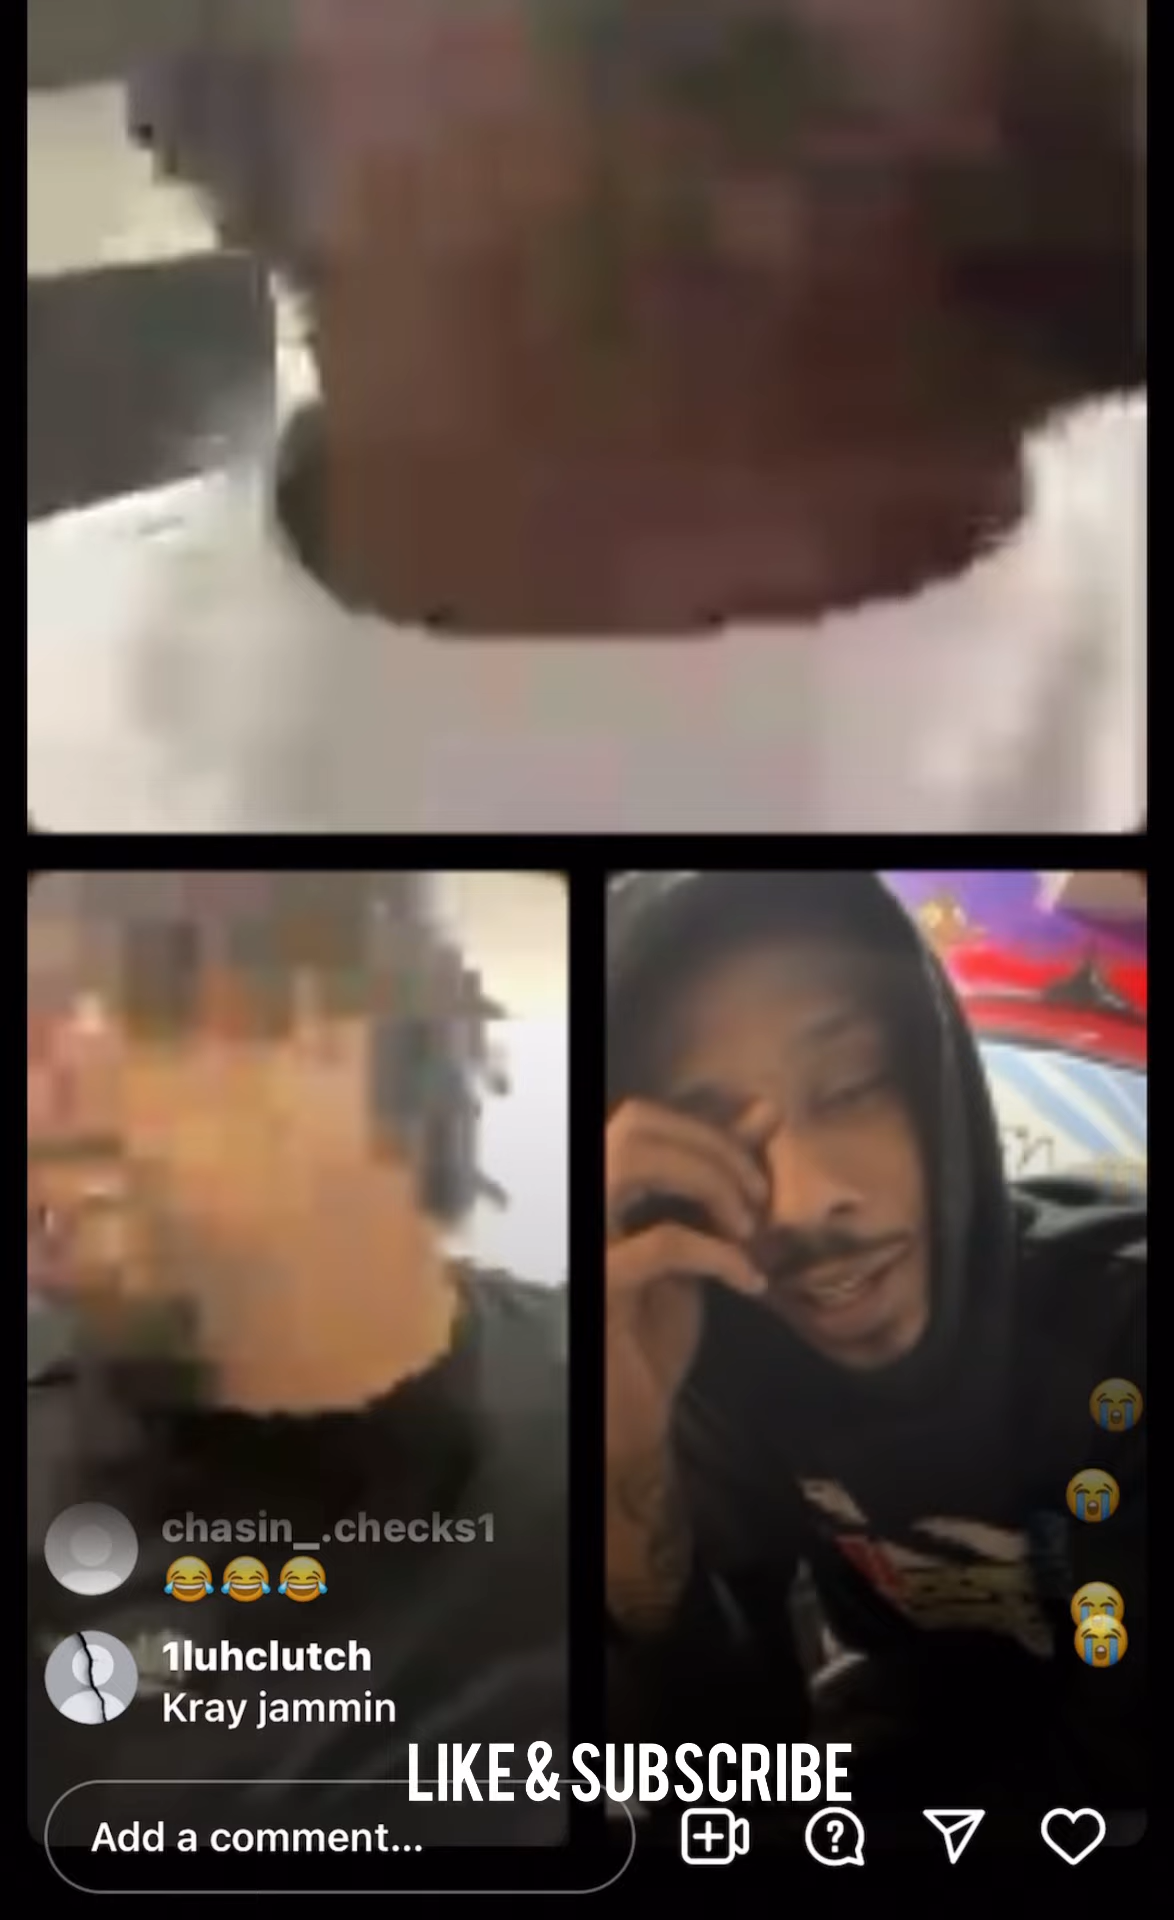 chasin_.checks1
😂😂😂
1luhclutch
Kray jammin
LIKE & SUBSCRIBE
Add a comment...